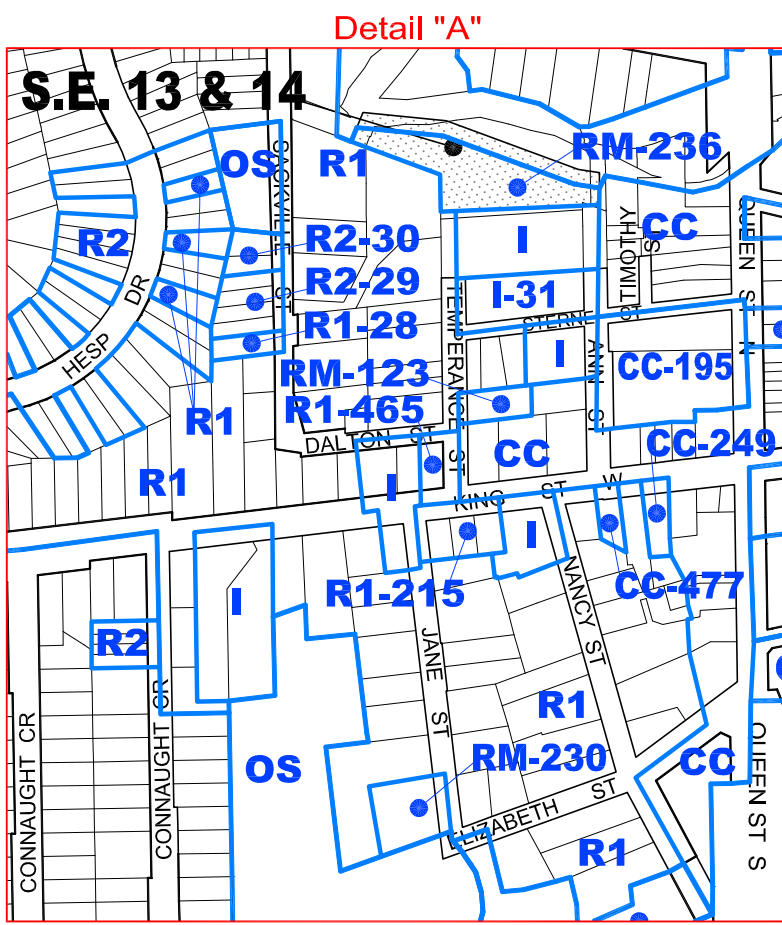 Detail "A"
S.E. 13 & 14
OS
R1
RM-236
SACKVILLE ST
TIMOTHY ST
CC
QUEEN ST N
R2
R2-30
I
HESP DR
R2-29
I-31
R1-28
TEMPERANCE ST
STERNE ST
I
ANN ST
CC-195
RM-123
R1-465
R1
DALTON ST
CC
CC-249
R1
I
KING ST W
I
R1-215
CC-477
I
NANCY ST
R2
JANE ST
R1
CONNAUGHT CR
CONNAUGHT CR
OS
RM-230
CC
QUEEN ST S
ELIZABETH ST
R1